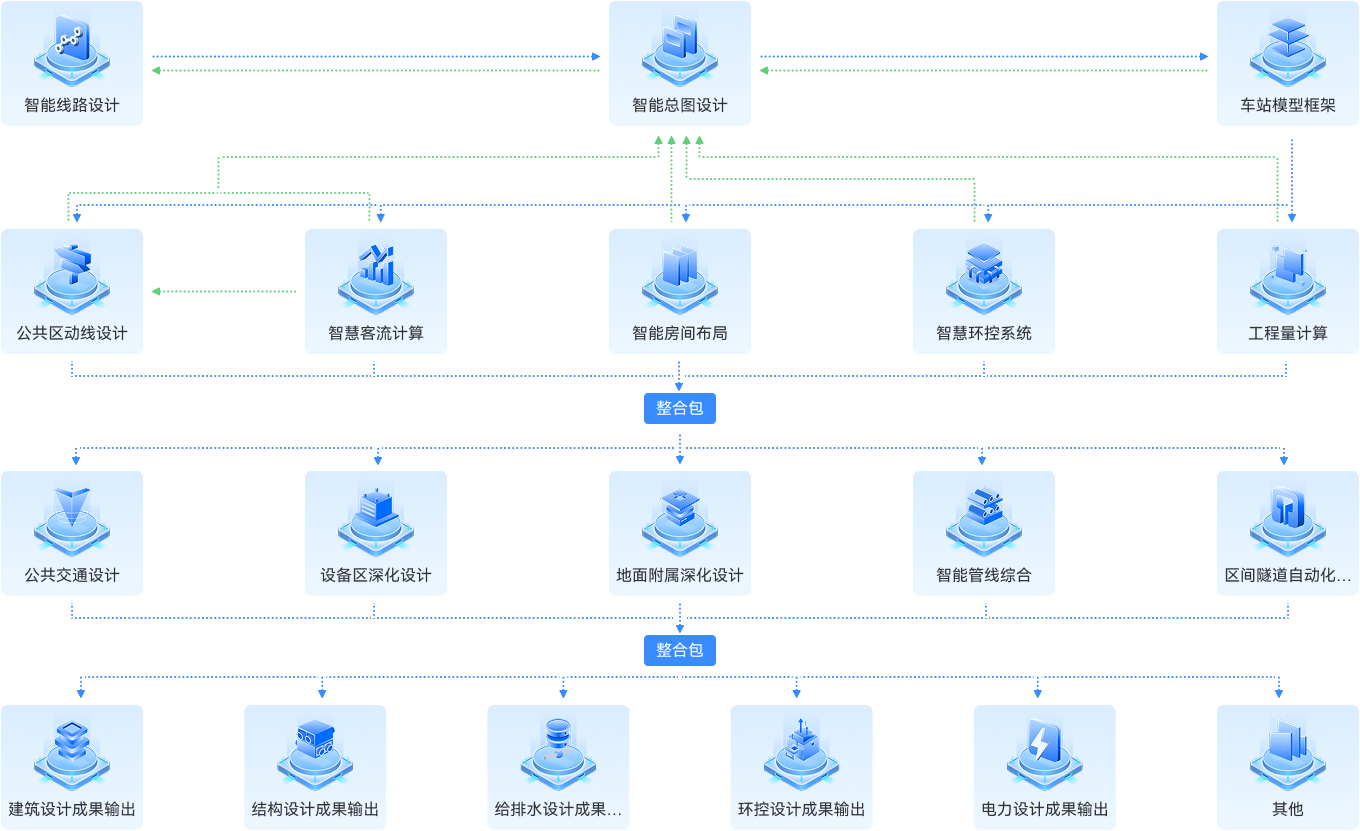 智能线路设计
智能总图设计
车站模型框架
公共区动线设计
智慧客流计算
智能房间布局
智慧环控系统
工程量计算
整合包
公共交通设计
设备区深化设计
地面附属深化设计
智能管线综合
区间隧道自动化...
整合包
建筑设计成果输出
结构设计成果输出
给排水设计成果...
环控设计成果输出
电力设计成果输出
其他